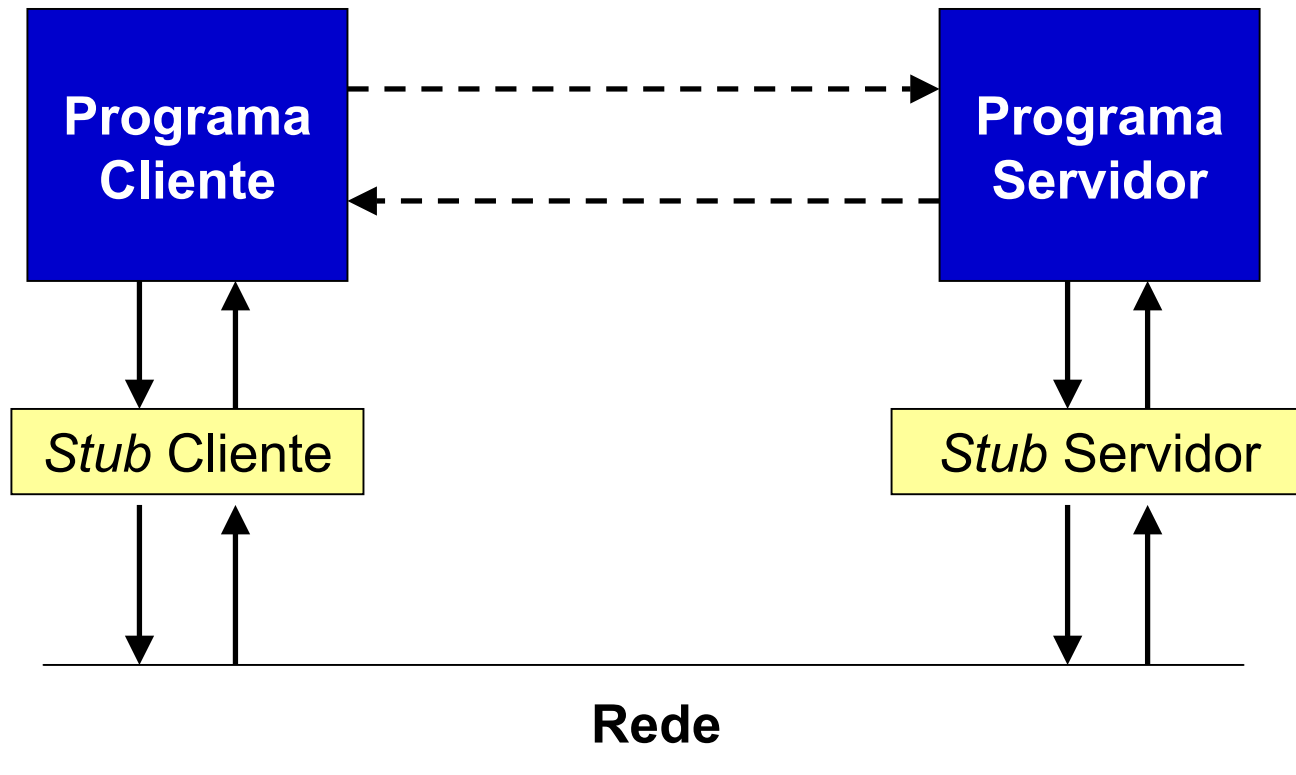 Programa
Cliente
Programa
Servidor
Stub Cliente
Stub Servidor
Rede